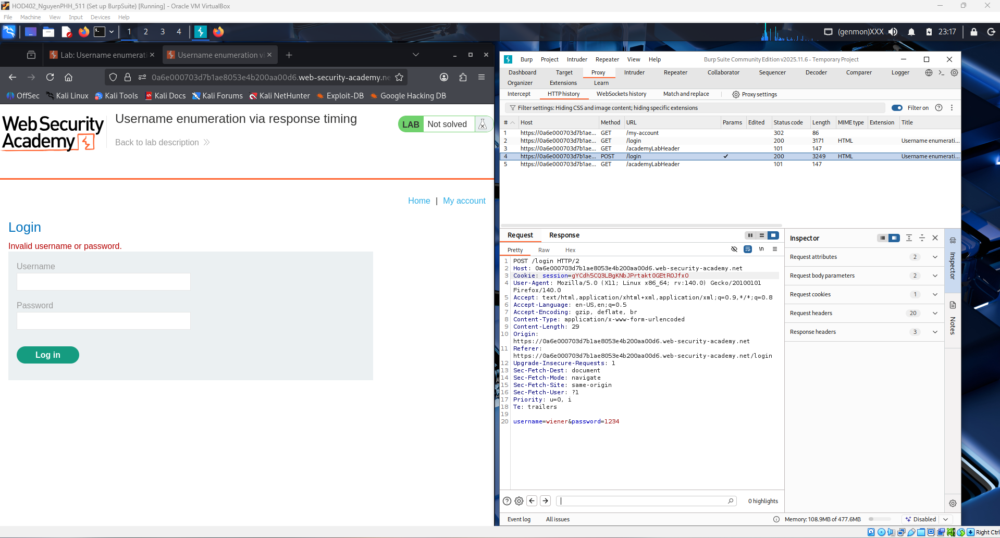 HOD402_NguyenPHH_511 (Set up BurpSuite) [Running] - Oracle VM VirtualBox
File Machine View Input Devices Help
1 2 3 4 (genmon)XXX 23:17
Lab: Username enumerati Username enumeration vi
0a6e000703d7b1ae8053e4b200aa00d6.web-security-academy.ne
OffSec Kali Linux Kali Tools Kali Docs Kali Forums Kali NetHunter Exploit-DB Google Hacking DB
WebSecurity
Academy
Username enumeration via response timing
Back to lab description
LAB Not solved
Home | My account
Login
Invalid username or password.
Username
Password
Log in
Burp Project Intruder Repeater View Help Burp Suite Community Edition v2025.11.6 - Temporary Project
Dashboard Target Proxy Intruder Repeater Collaborator Sequencer Decoder Comparer Logger
Organizer Extensions Learn
Intercept HTTP history WebSockets history Match and replace Proxy settings
Filter settings: Hiding CSS and image content; hiding specific extensions Filter on
# Host Method URL Params Edited Status code Length MIME type Extension Title
1 https://0a6e000703d7b1ae... GET /my-account 302 86
2 https://0a6e000703d7b1ae... GET /login 200 3171 HTML Username enumerati...
3 https://0a6e000703d7b1ae... GET /academyLabHeader 101 147
4 https://0a6e000703d7b1ae... POST /login ✓ 200 3249 HTML Username enumerati...
5 https://0a6e000703d7b1ae... GET /academyLabHeader 101 147
Request Response
Pretty Raw Hex \n
1 POST /login HTTP/2
2 Host: 0a6e000703d7b1ae8053e4b200aa00d6.web-security-academy.net
3 Cookie: session=gYCdh5CQ3LBgKNbJPrtaktOGEtROJfxO
4 User-Agent: Mozilla/5.0 (X11; Linux x86_64; rv:140.0) Gecko/20100101
Firefox/140.0
5 Accept: text/html,application/xhtml+xml,application/xml;q=0.9,*/*;q=0.8
6 Accept-Language: en-US,en;q=0.5
7 Accept-Encoding: gzip, deflate, br
8 Content-Type: application/x-www-form-urlencoded
9 Content-Length: 29
10 Origin:
https://0a6e000703d7b1ae8053e4b200aa00d6.web-security-academy.net
11 Referer:
https://0a6e000703d7b1ae8053e4b200aa00d6.web-security-academy.net/login
12 Upgrade-Insecure-Requests: 1
13 Sec-Fetch-Dest: document
14 Sec-Fetch-Mode: navigate
15 Sec-Fetch-Site: same-origin
16 Sec-Fetch-User: ?1
17 Priority: u=0, i
18 Te: trailers
19
20 username=wiener&password=1234
Inspector
Request attributes 2
Request body parameters 2
Request cookies 1
Request headers 20
Response headers 3
Inspector
Notes
0 highlights
Event log All issues Memory: 108.9MB of 477.6MB Disabled
Right Ctrl